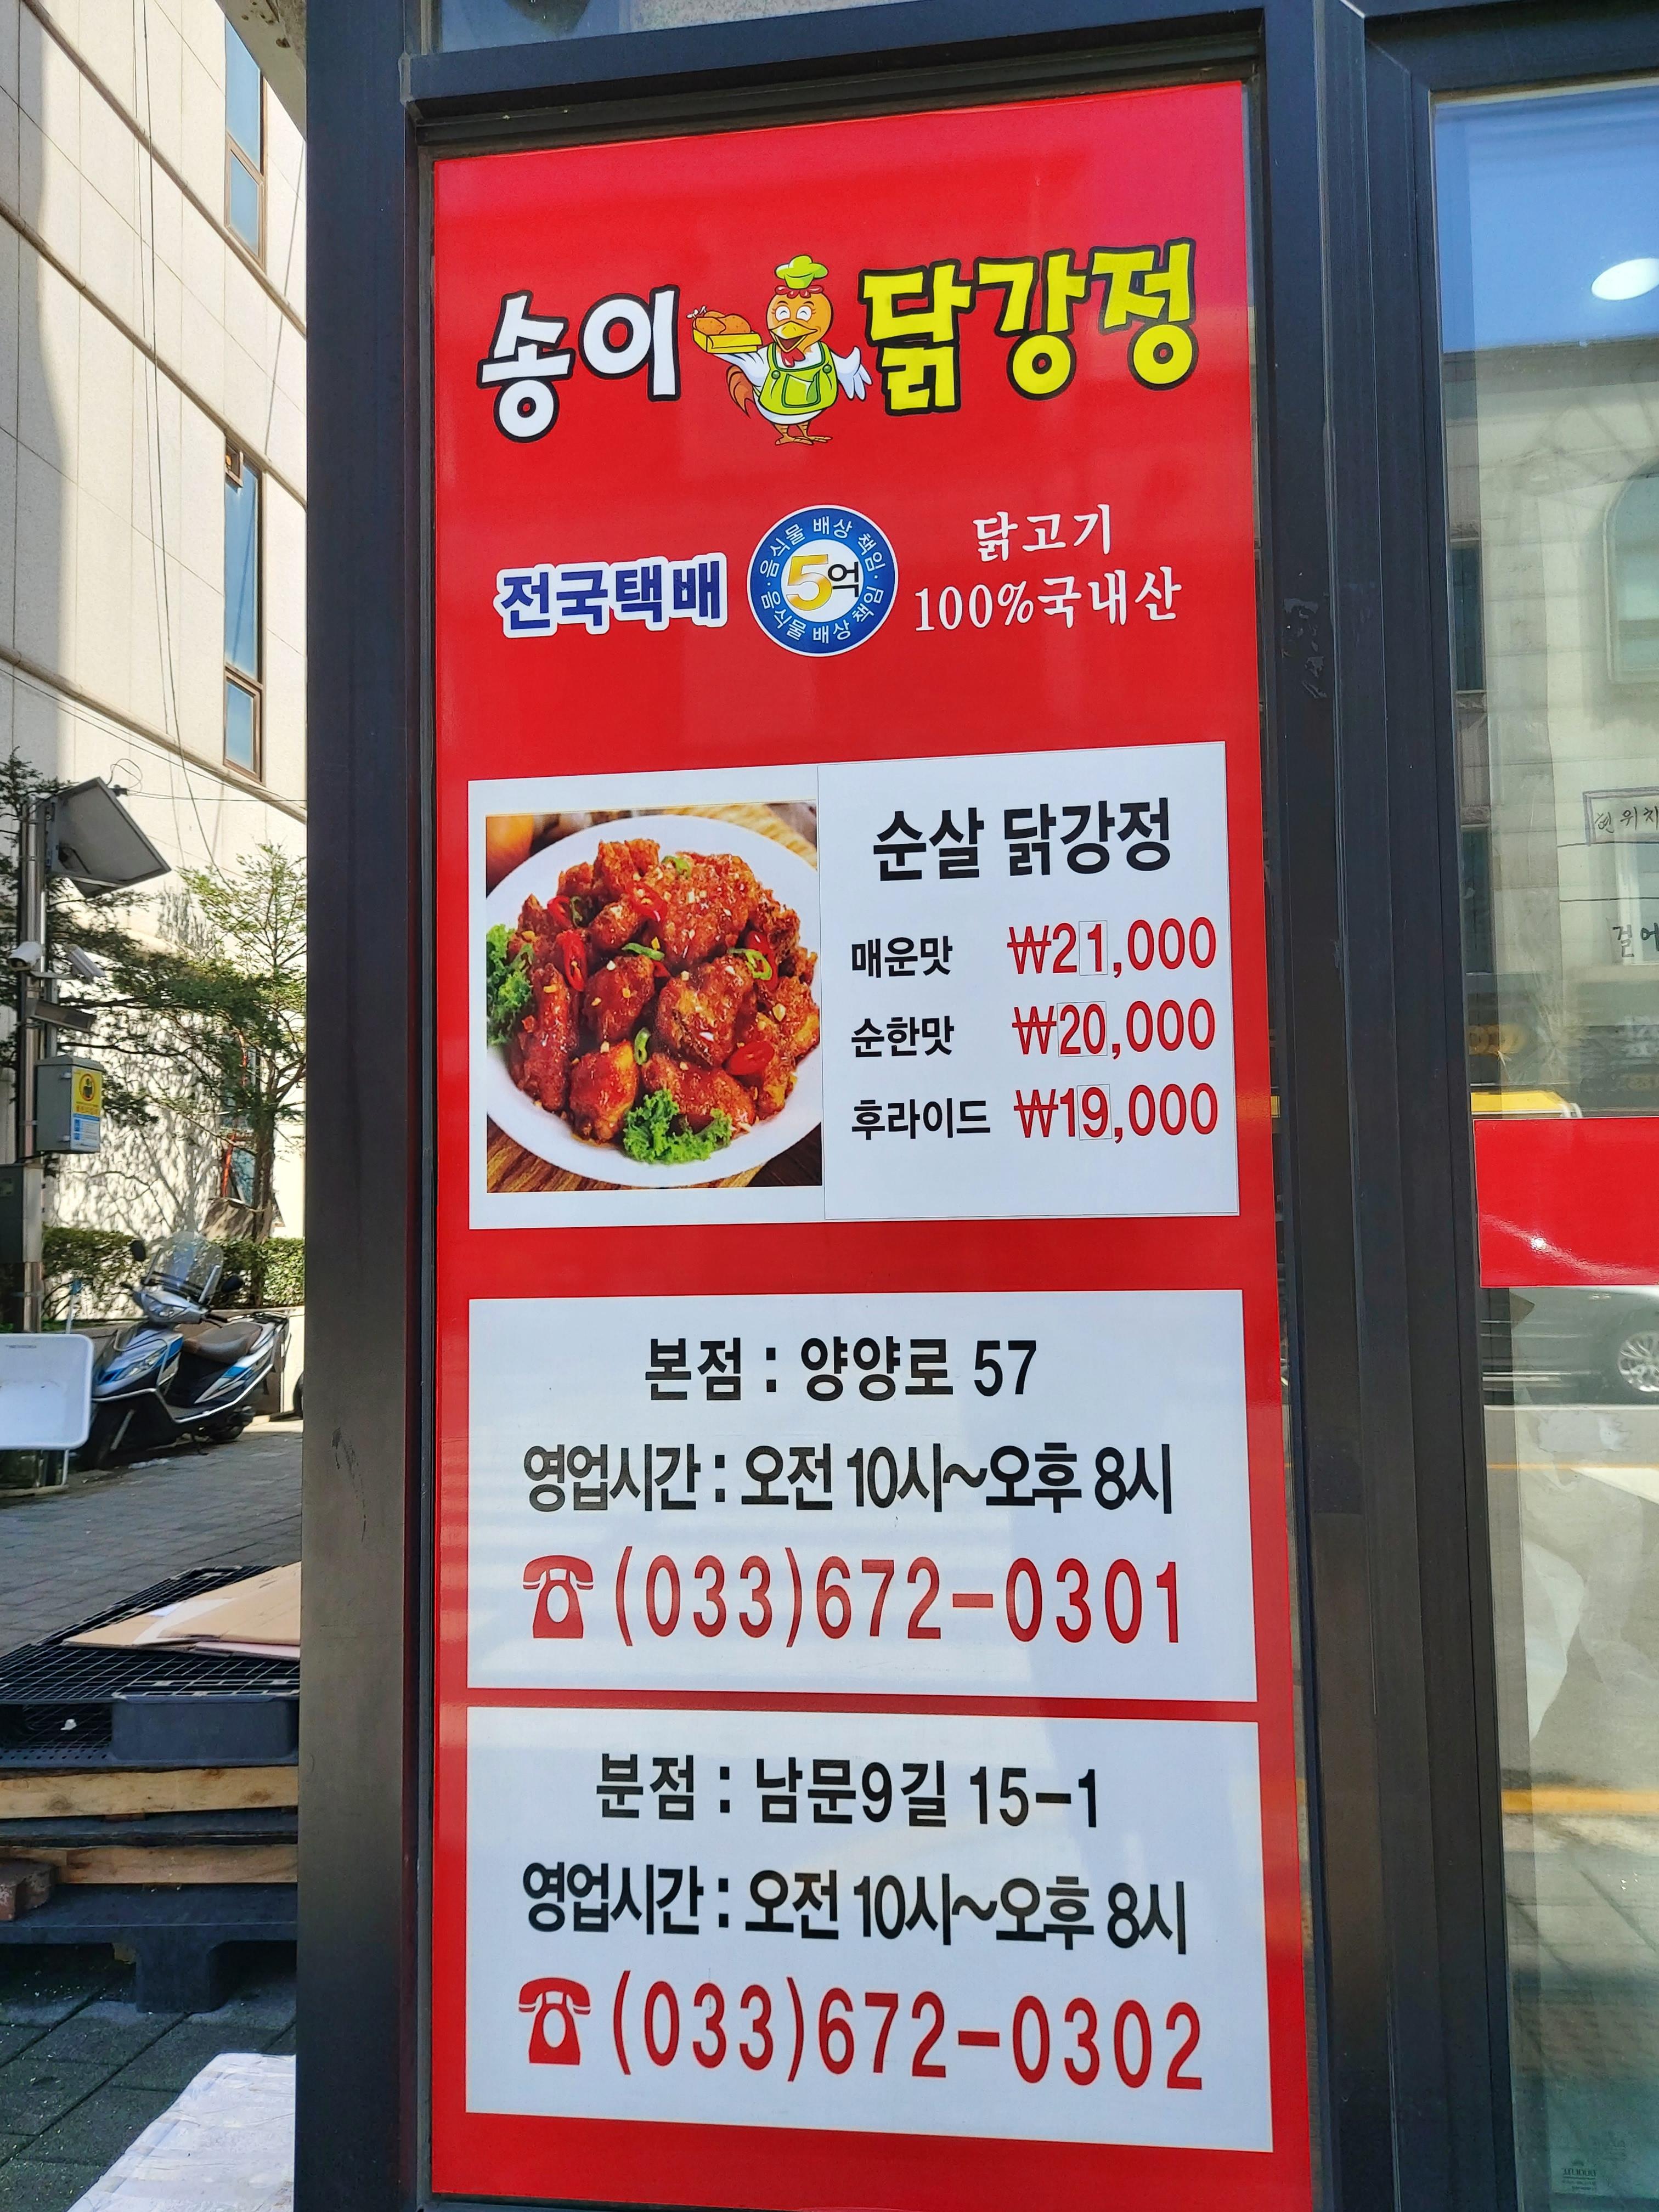 송이 닭강정
전국택배
음식물 배상 책임·음식물 배상 책임·
5억
닭고기
100%국내산
순살 닭강정
매운맛 ₩21,000
순한맛 ₩20,000
후라이드 ₩19,000
본점 : 양양로 57
영업시간 : 오전 10시~오후 8시
☎(033)672-0301
분점 : 남문9길 15-1
영업시간 : 오전 10시~오후 8시
☎(033)672-0302